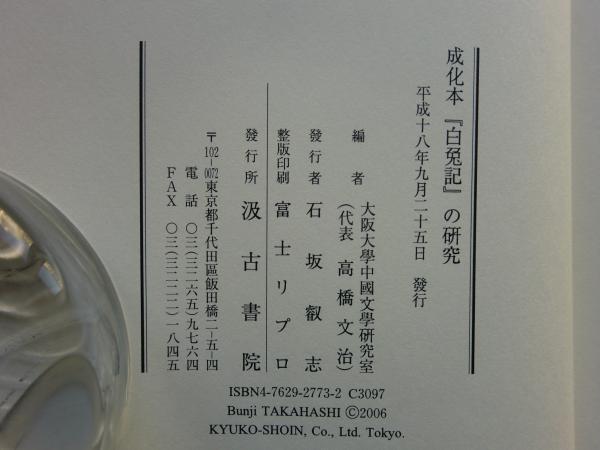 成化本『白兎記』の研究
平成十八年九月二十五日　發行
編者　大阪大學中國文學研究室
（代表　高橋文治）
發行者　石坂叡志
整版印刷　富士リプロ
發行所　汲古書院
〒102-0072 東京都千代田區飯田橋二-五-四
電話　〇三（三二六五）九七六四
FAX　〇三（三二二二）一八四五
ISBN4-7629-2773-2 C3097
Bunji TAKAHASHI ©2006
KYUKO-SHOIN, Co., Ltd. Tokyo.